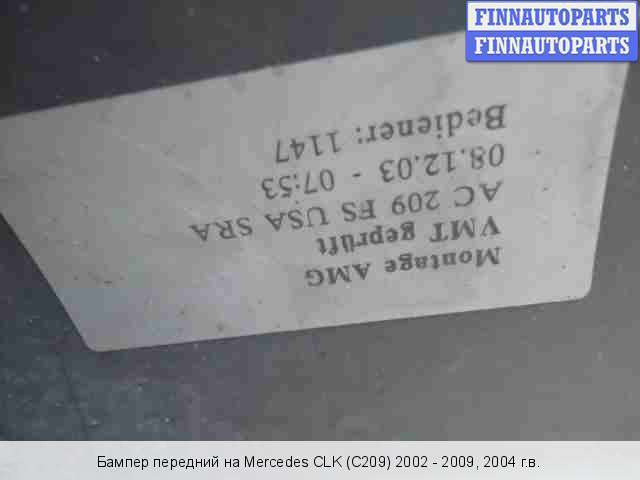 FINNAUTOPARTS
FINNAUTOPARTS
Montage AMG
VMT geprüft
AC 209 FS USA SRA
08.12.03 - 07:53
Bediener: 1147
Бампер передний на Mercedes CLK (C209) 2002 - 2009, 2004 г.в.